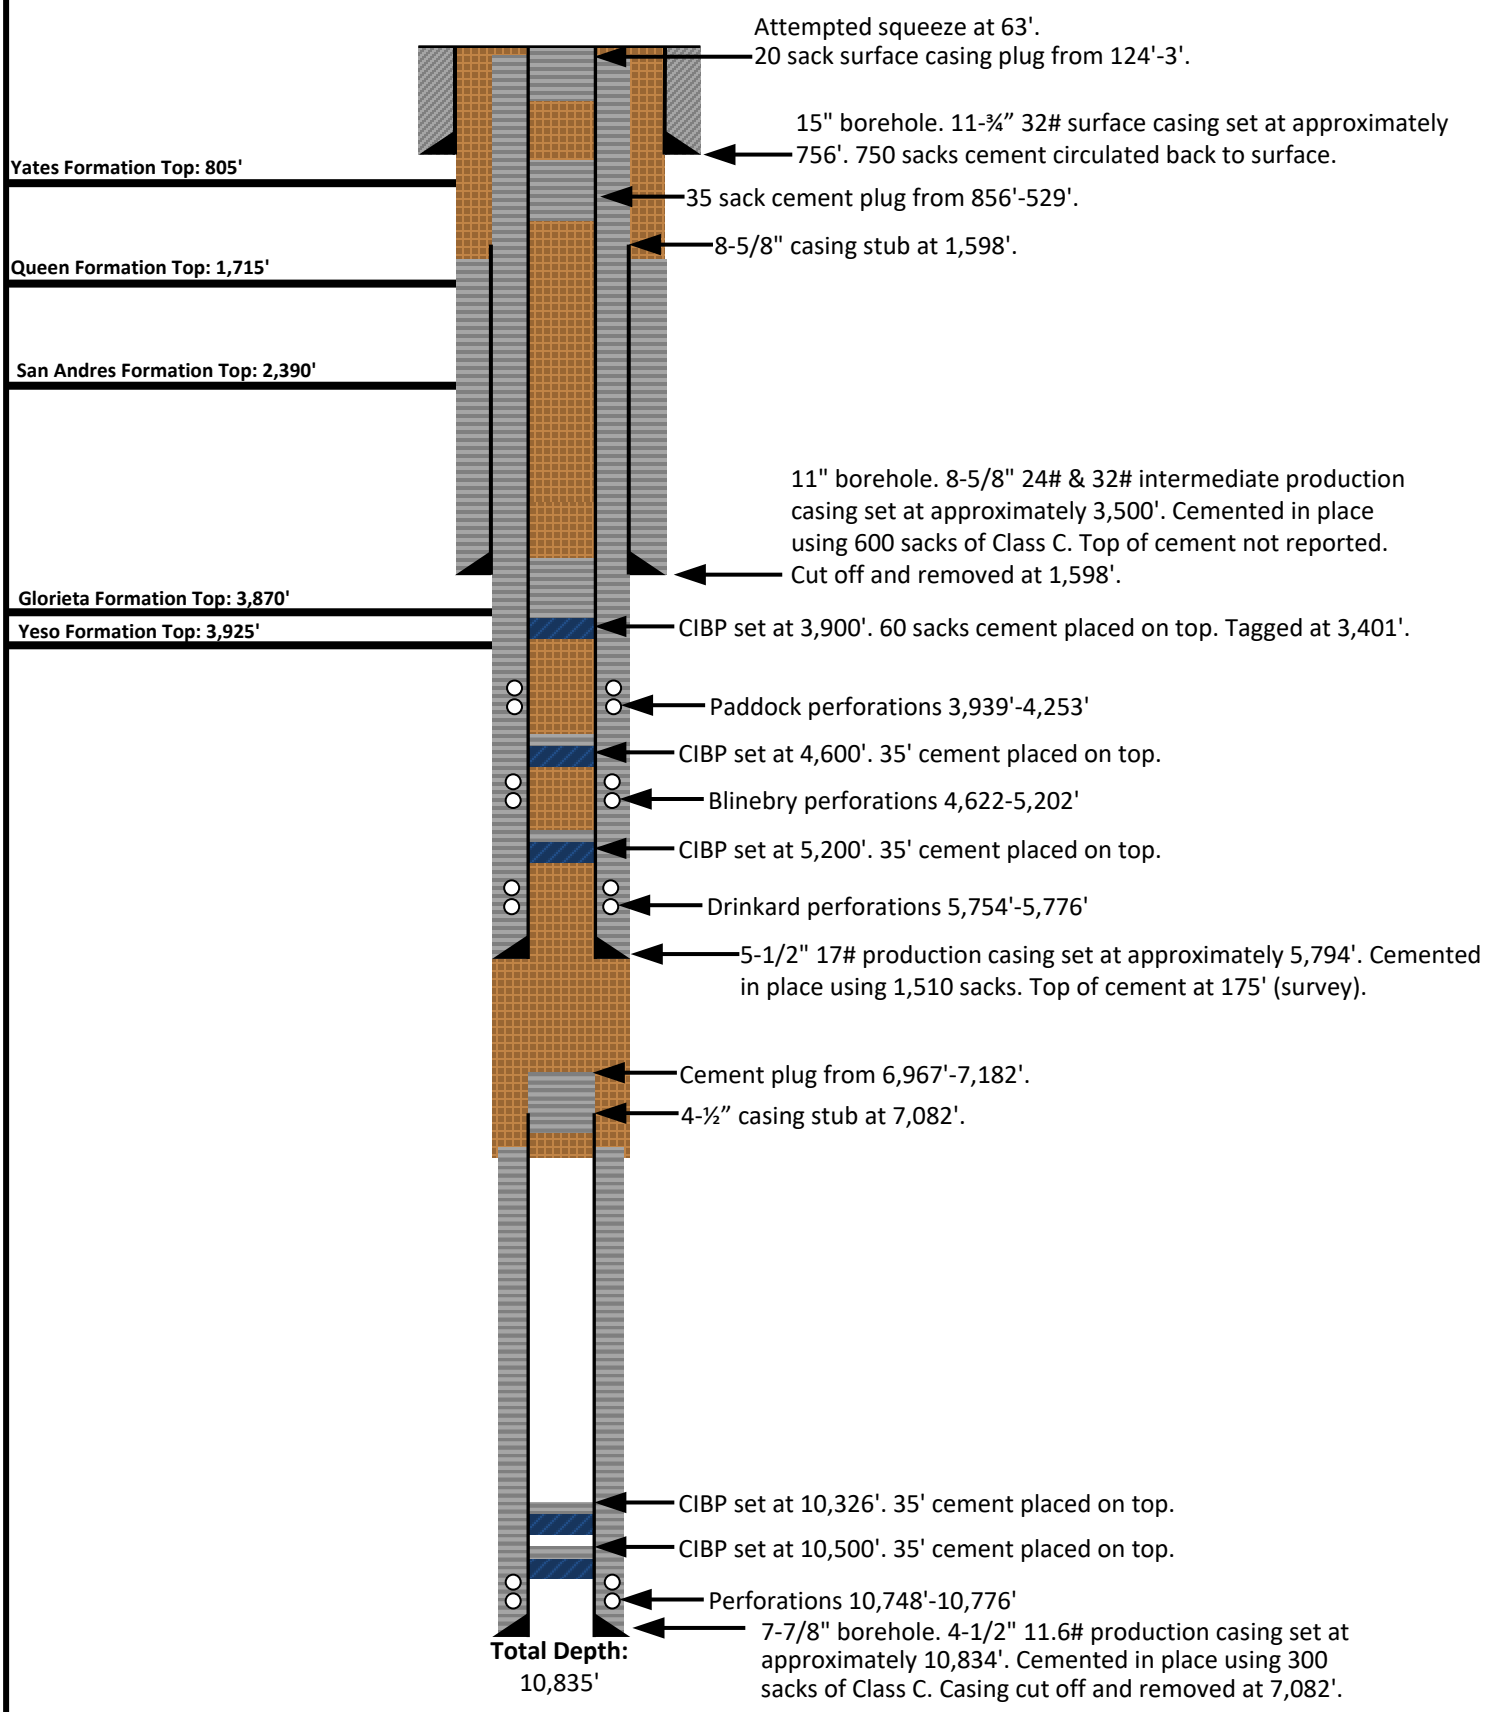 Attempted squeeze at 63'.
20 sack surface casing plug from 124'-3'.
15" borehole. 11-¾” 32# surface casing set at approximately
756'. 750 sacks cement circulated back to surface.
Yates Formation Top: 805'
35 sack cement plug from 856'-529'.
8-5/8" casing stub at 1,598'.
Queen Formation Top: 1,715'
San Andres Formation Top: 2,390'
11" borehole. 8-5/8" 24# & 32# intermediate production
casing set at approximately 3,500'. Cemented in place
using 600 sacks of Class C. Top of cement not reported.
Cut off and removed at 1,598'.
Glorieta Formation Top: 3,870'
Yeso Formation Top: 3,925'
CIBP set at 3,900'. 60 sacks cement placed on top. Tagged at 3,401'.
Paddock perforations 3,939'-4,253'
CIBP set at 4,600'. 35' cement placed on top.
Blinebry perforations 4,622-5,202'
CIBP set at 5,200'. 35' cement placed on top.
Drinkard perforations 5,754'-5,776'
5-1/2" 17# production casing set at approximately 5,794'. Cemented
in place using 1,510 sacks. Top of cement at 175' (survey).
Cement plug from 6,967'-7,182'.
4-½” casing stub at 7,082'.
CIBP set at 10,326'. 35' cement placed on top.
CIBP set at 10,500'. 35' cement placed on top.
Perforations 10,748'-10,776'
7-7/8" borehole. 4-1/2" 11.6# production casing set at
approximately 10,834'. Cemented in place using 300
sacks of Class C. Casing cut off and removed at 7,082'.
Total Depth:
10,835'